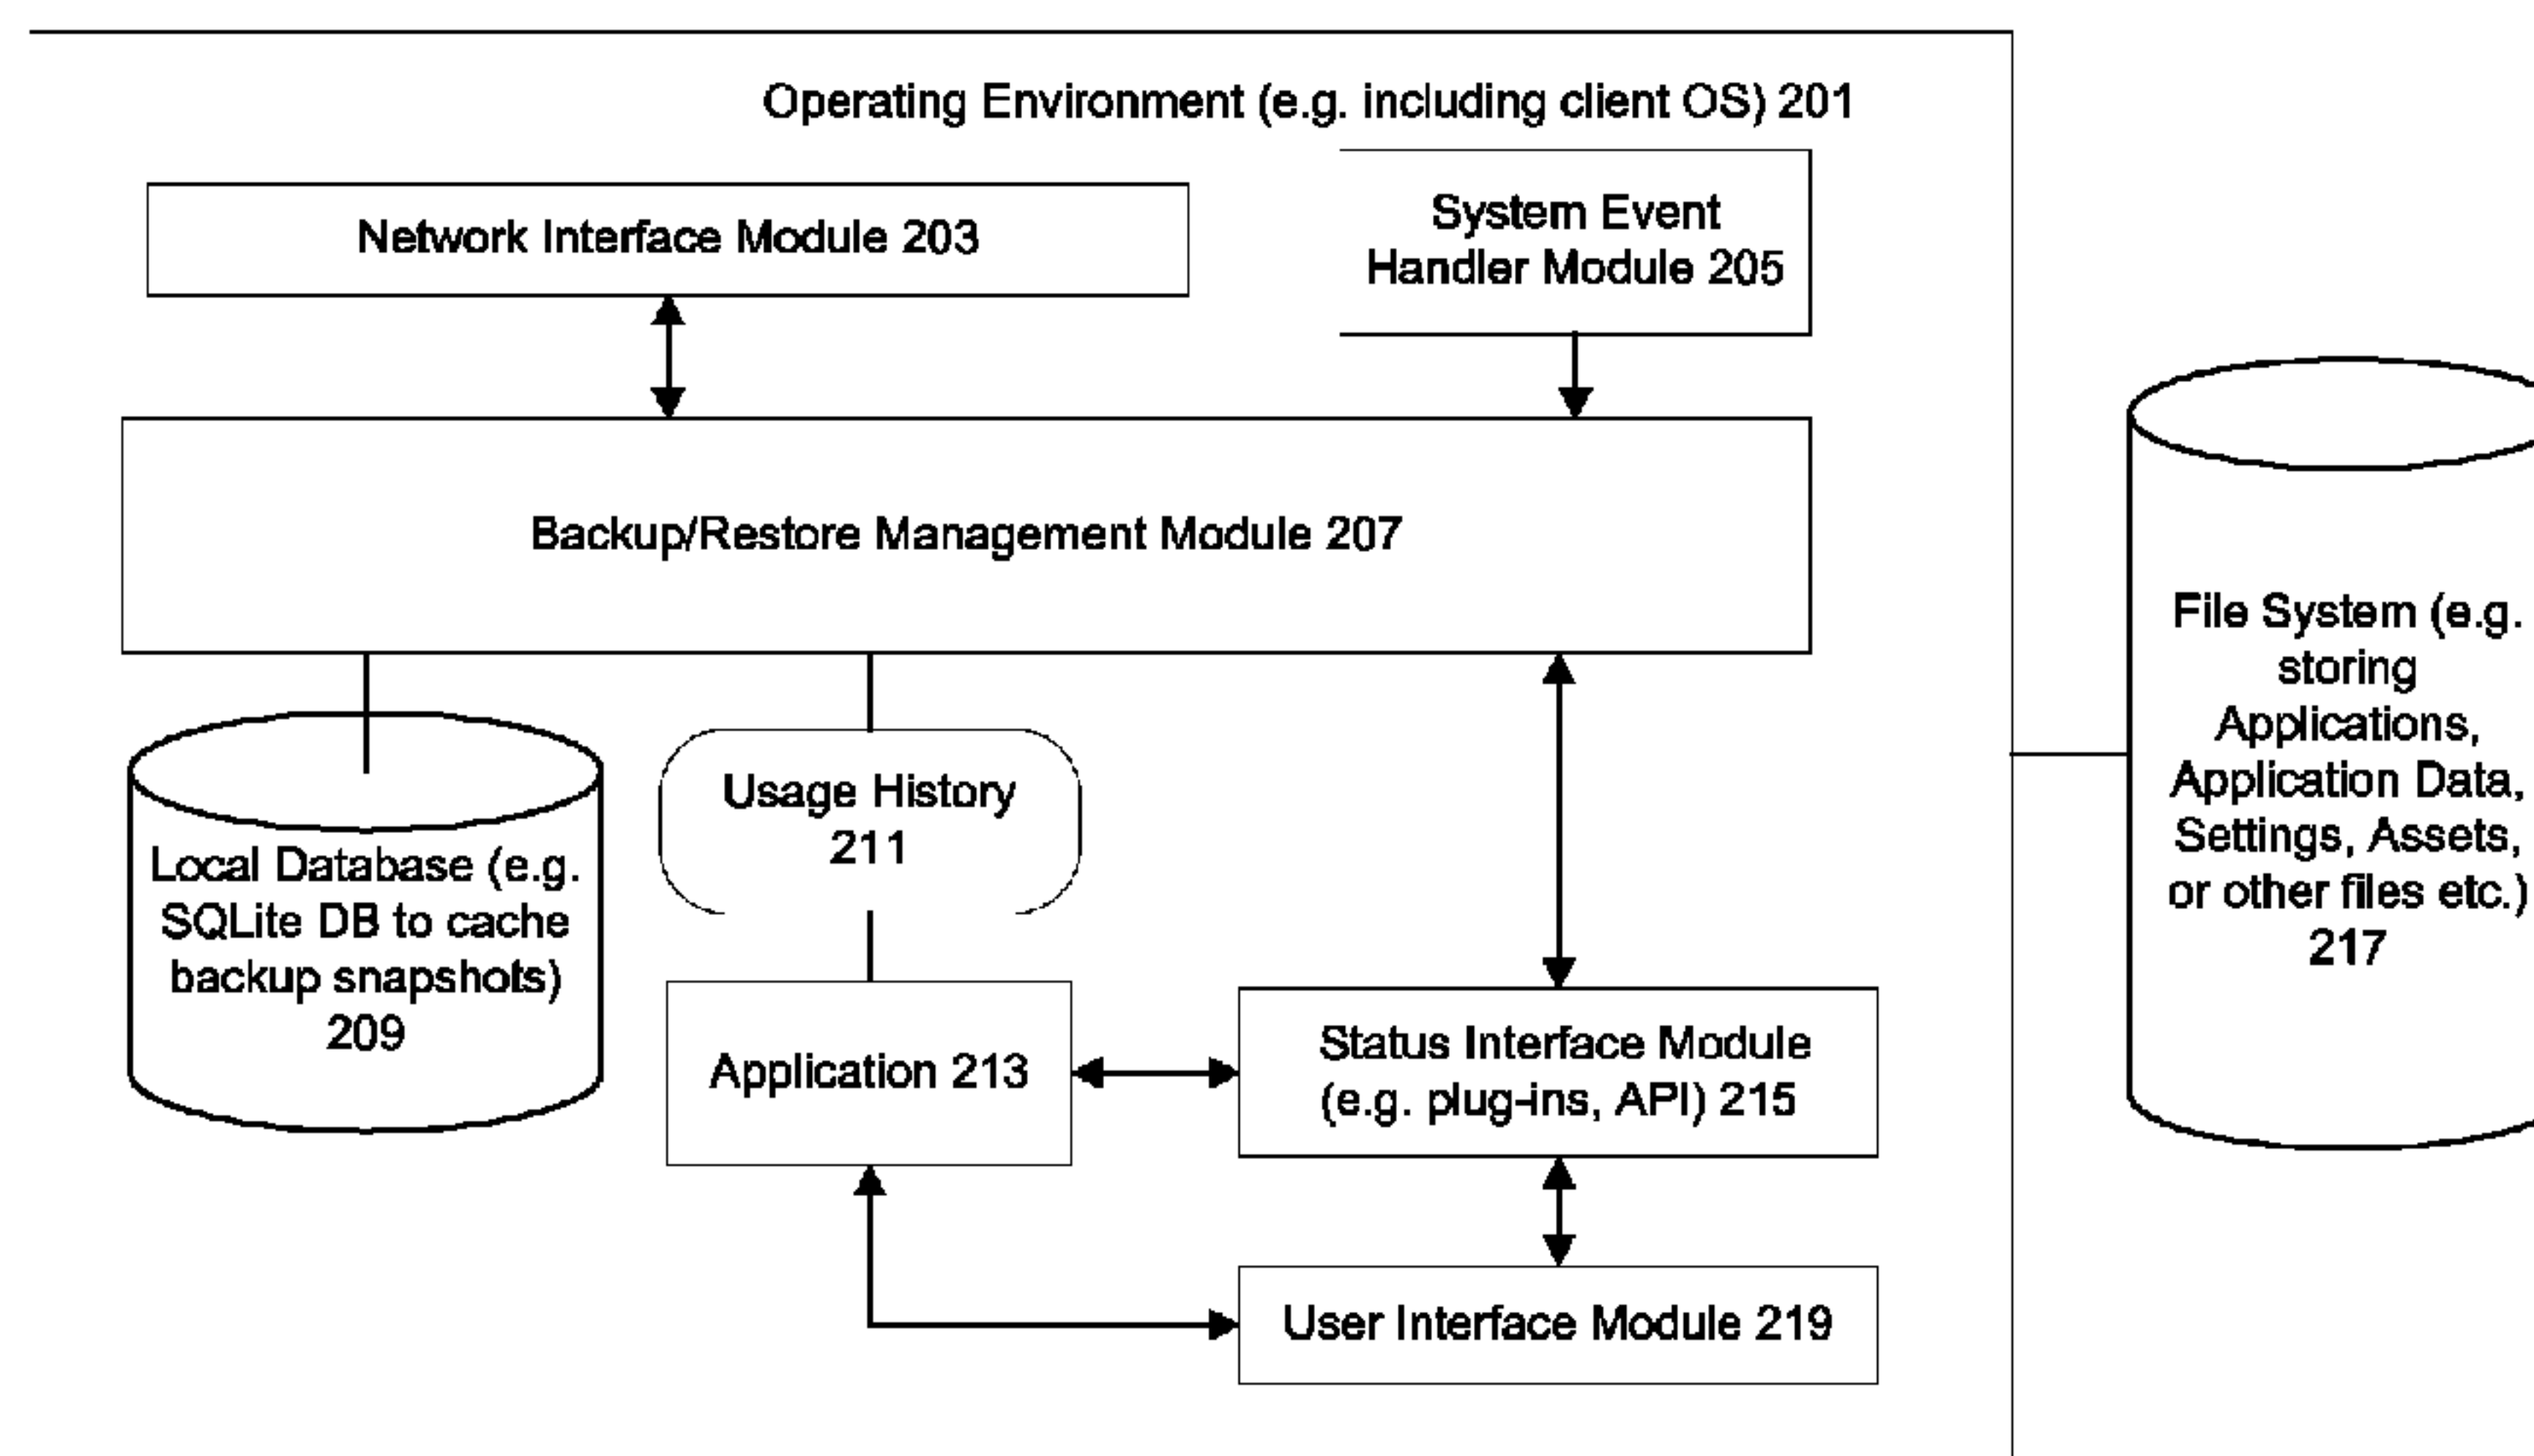 Operating Environment (e.g. including client OS) 201
Network Interface Module 203
System Event
Handler Module 205
Backup/Restore Management Module 207
Usage History
211
Local Database (e.g.
SQLite DB to cache
backup snapshots)
209
Application 213
Status Interface Module
(e.g. plug-ins, API) 215
User Interface Module 219
File System (e.g.
storing
Applications,
Application Data,
Settings, Assets,
or other files etc.)
217